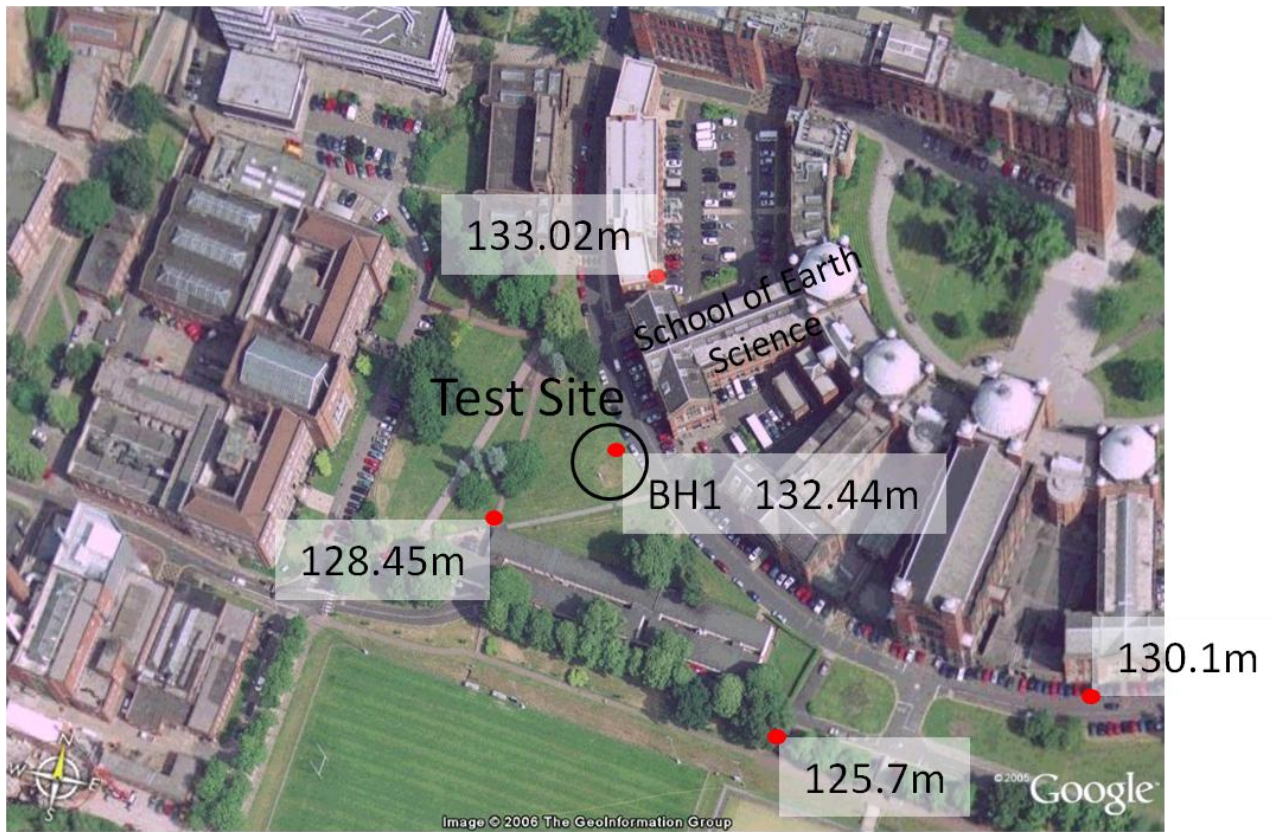 133.02m
School of Earth
Science
Test Site
BH1 132.44m
128.45m
130.1m
125.7m
N
W E
S
©2005 Google
Image © 2006 The GeoInformation Group